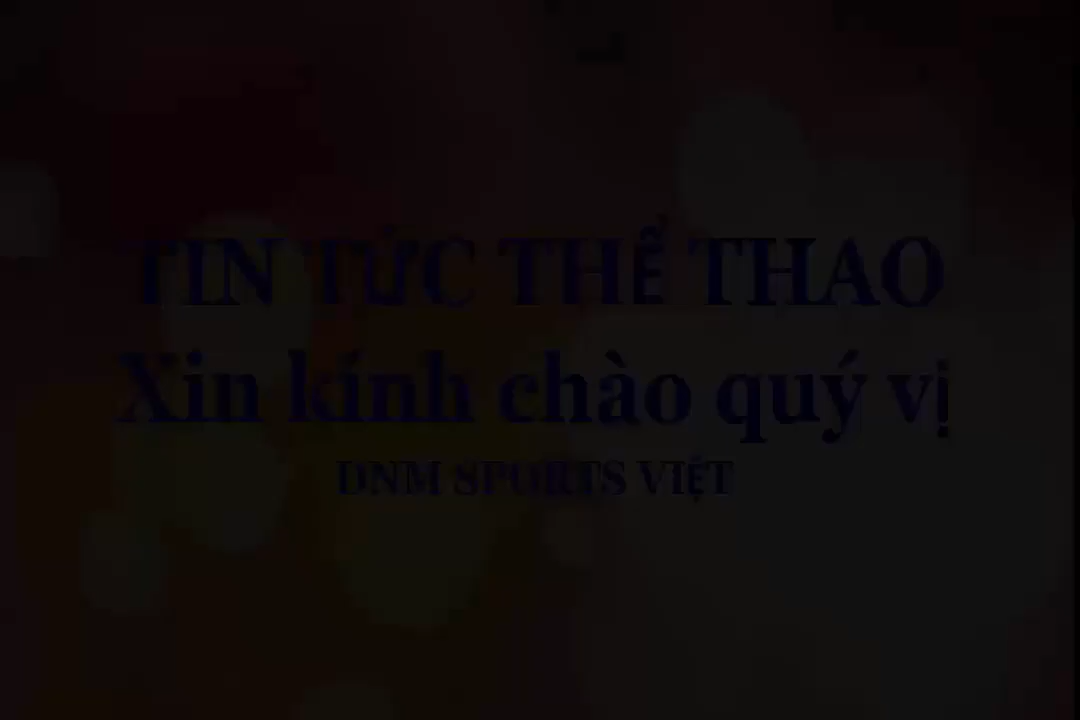 TIN TỨC THỂ THAO
Xin kính chào quý vị
DNM SPORTS VIỆT